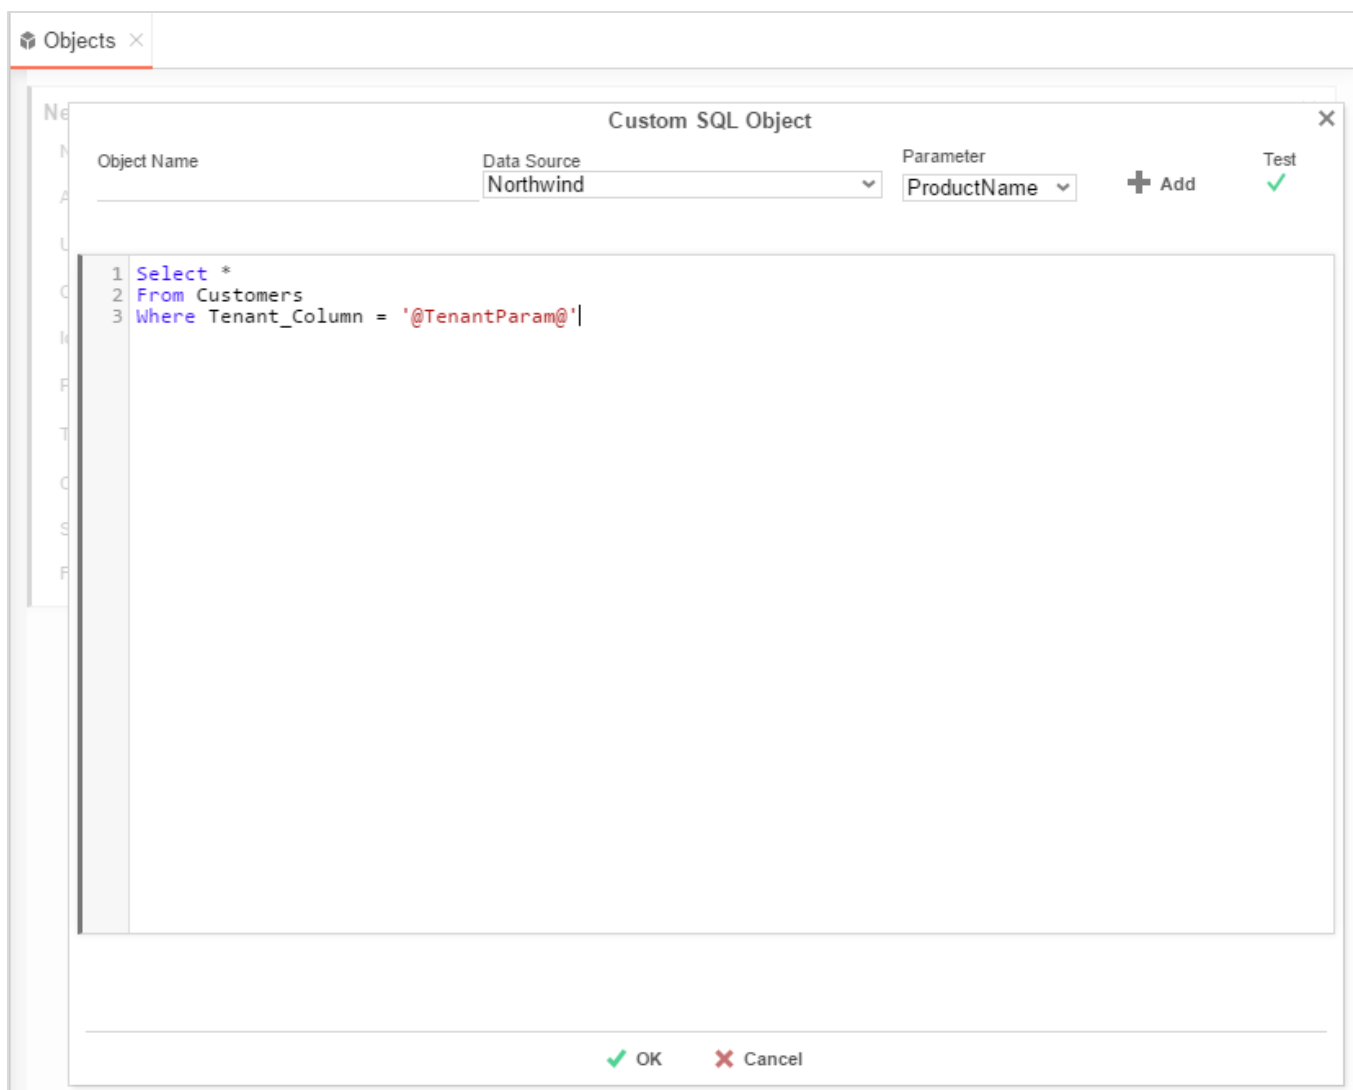 Objects
Ne
Custom SQL Object
Object Name
Data Source
Northwind
Parameter
ProductName
Add
Test
1 Select *
2 From Customers
3 Where Tenant_Column = '@TenantParam@'
OK
Cancel